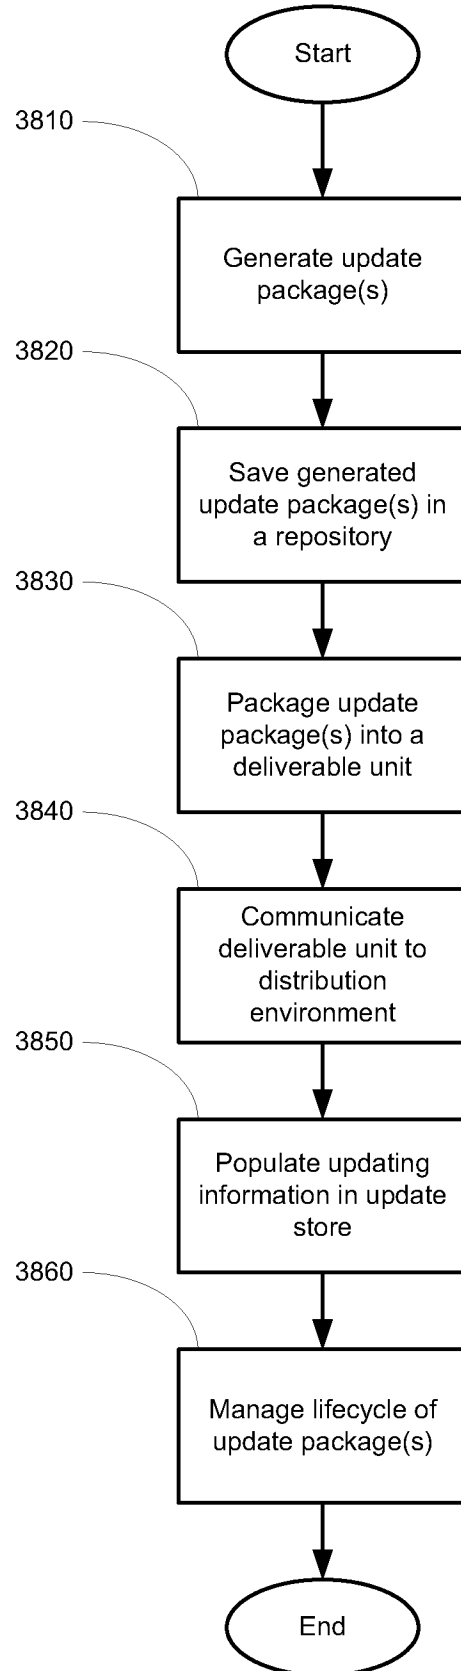 Start
3810
Generate update
package(s)
3820
Save generated
update package(s) in
a repository
3830
Package update
package(s) into a
deliverable unit
3840
Communicate
deliverable unit to
distribution
environment
3850
Populate updating
information in update
store
3860
Manage lifecycle of
update package(s)
End